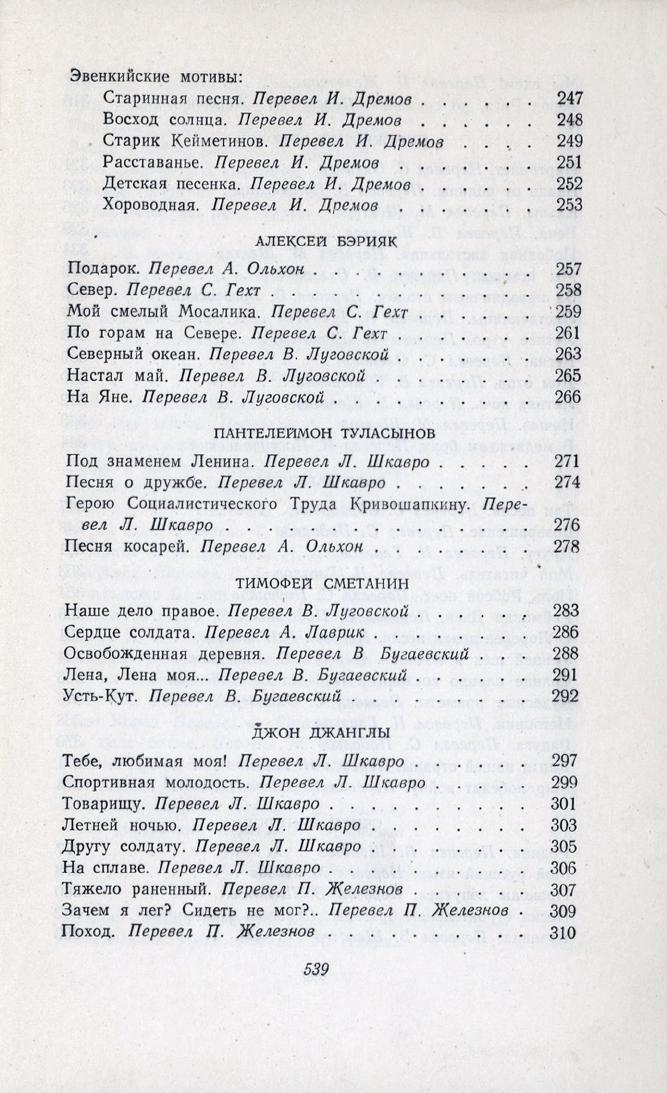 Эвенкийские мотивы:
Старинная песня. Перевел И. Дремов . . . . . . 247
Восход солнца. Перевел И. Дремов . . . . . . 248
Старик Кейметинов. Перевел И. Дремов . . . . 249
Расставанье. Перевел И. Дремов . . . . . . . 251
Детская песенка. Перевел И. Дремов . . . . . . 252
Хороводная. Перевел И. Дремов . . . . . . . 253
АЛЕКСЕЙ БЭРИЯК
Подарок. Перевел А. Ольхон . . . . . . . . . . 257
Север. Перевел С. Гехт . . . . . . . . . . . . 258
Мой смелый Мосалика. Перевел С. Гехт . . . . . . 259
По горам на Севере. Перевел С. Гехт . . . . . . 261
Северный океан. Перевел В. Луговской . . . . . . 263
Настал май. Перевел В. Луговской . . . . . . . 265
На Яне. Перевел В. Луговской . . . . . . . . . 266
ПАНТЕЛЕЙМОН ТУЛАСЫНОВ
Под знаменем Ленина. Перевел Л. Шкавро . . . . . 271
Песня о дружбе. Перевел Л. Шкавро . . . . . . . 274
Герою Социалистического Труда Кривошапкину. Пере-
вел Л. Шкавро . . . . . . . . . . . . . . 276
Песня косарей. Перевел А. Ольхон . . . . . . . . 278
ТИМОФЕЙ СМЕТАНИН
Наше дело правое. Перевел В. Луговской . . . . . 283
Сердце солдата. Перевел А. Лаврик . . . . . . . . 286
Освобожденная деревня. Перевел В. Бугаевский . . . 288
Лена, Лена моя... Перевел В. Бугаевский . . . . . . 291
Усть-Кут. Перевел В. Бугаевский . . . . . . . . . 292
ДЖОН ДЖАНГЛЫ
Тебе, любимая моя! Перевел Л. Шкавро . . . . . . 297
Спортивная молодость. Перевел Л. Шкавро . . . . . 299
Товарищу. Перевел Л. Шкавро . . . . . . . . . . 301
Летней ночью. Перевел Л. Шкавро . . . . . . . . 303
Другу солдату. Перевел Л. Шкавро . . . . . . . . 305
На сплаве. Перевел Л. Шкавро . . . . . . . . . . 306
Тяжело раненный. Перевел П. Железнов . . . . . . 307
Зачем я лег? Сидеть не мог?.. Перевел П. Железнов . 309
Поход. Перевел П. Железнов . . . . . . . . . . 310
539